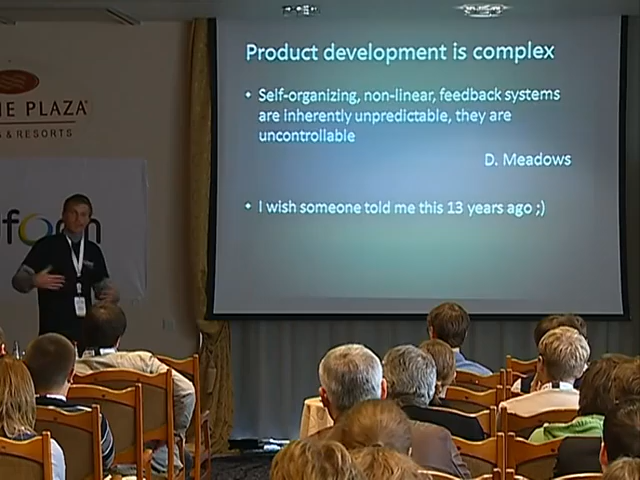 Product development is complex
• Self-organizing, non-linear, feedback systems
are inherently unpredictable, they are
uncontrollable
D. Meadows
• I wish someone told me this 13 years ago ;)
PLAZA
& RESORTS